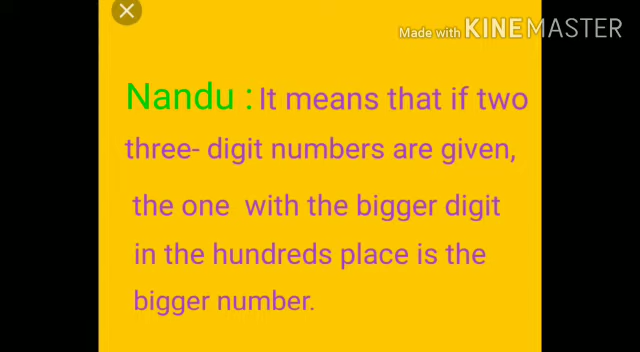 Made with KINEMASTER
Nandu : It means that if two
three- digit numbers are given,
the one with the bigger digit
in the hundreds place is the
bigger number.